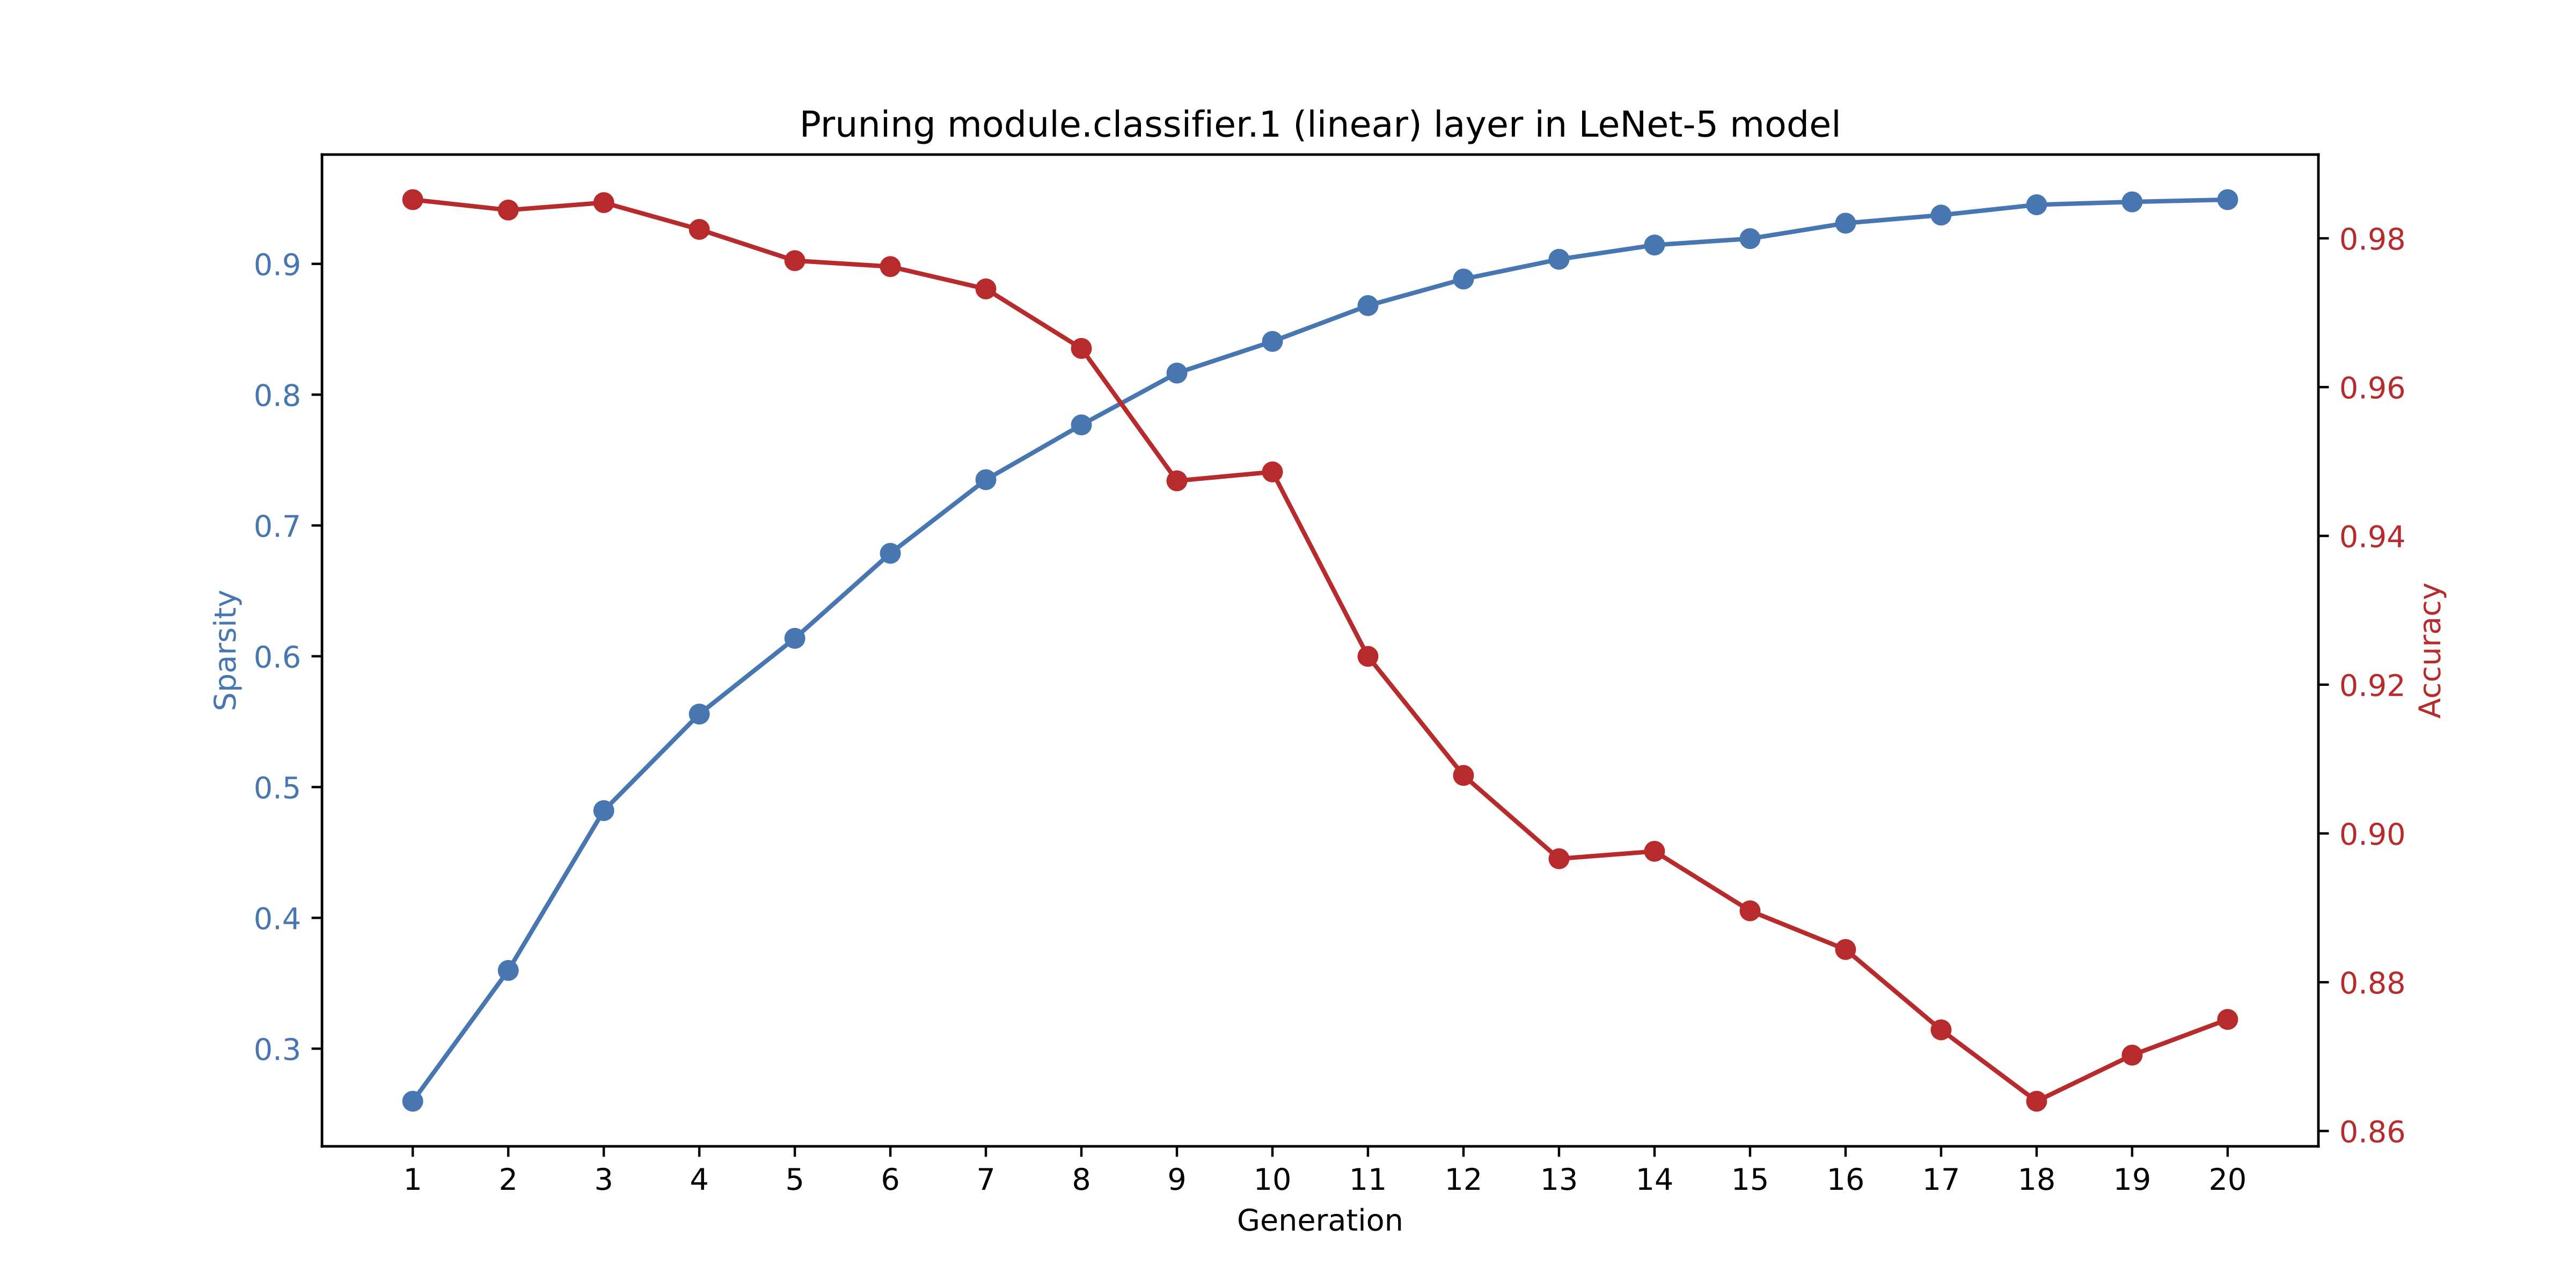 Pruning module.classifier.1 (linear) layer in LeNet-5 model
0.9
0.8
0.7
0.6
0.5
0.4
0.3
Sparsity
0.98
0.96
0.94
0.92
0.90
0.88
0.86
Accuracy
1 2 3 4 5 6 7 8 9 10 11 12 13 14 15 16 17 18 19 20
Generation